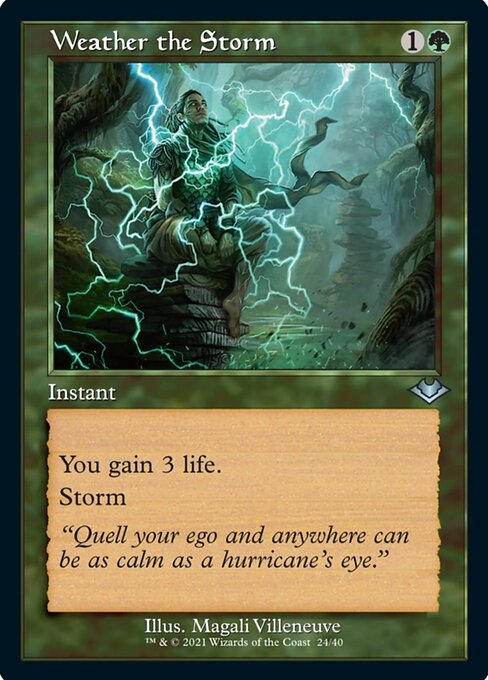 Weather the Storm 1
Instant
You gain 3 life.
Storm
“Quell your ego and anywhere can
be as calm as a hurricane’s eye.”
Illus. Magali Villeneuve
™ & © 2021 Wizards of the Coast 24/40